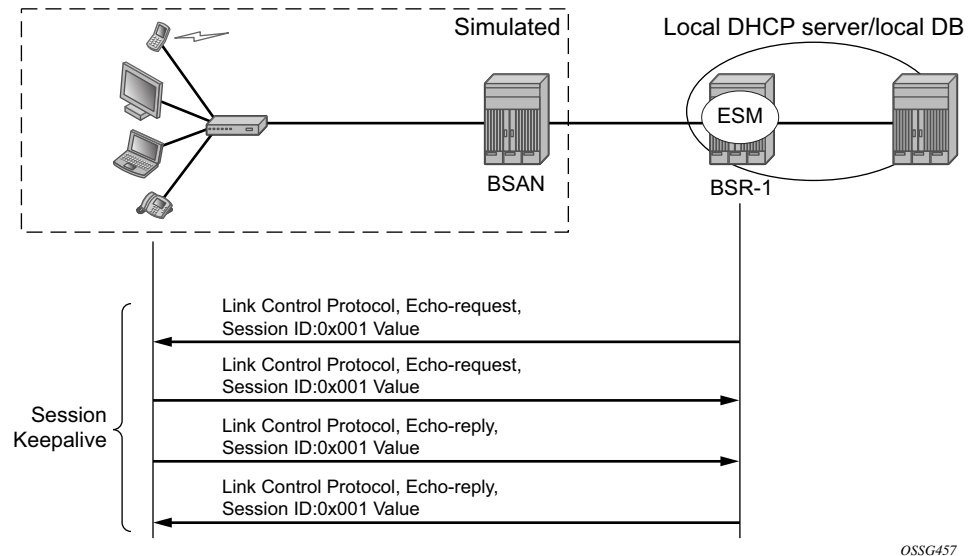 Simulated
Local DHCP server/local DB
ESM
BSAN
BSR-1
Link Control Protocol, Echo-request,
Session ID:0x001 Value
Link Control Protocol, Echo-request,
Session ID:0x001 Value
Session
Keepalive
Link Control Protocol, Echo-reply,
Session ID:0x001 Value
Link Control Protocol, Echo-reply,
Session ID:0x001 Value
OSSG457